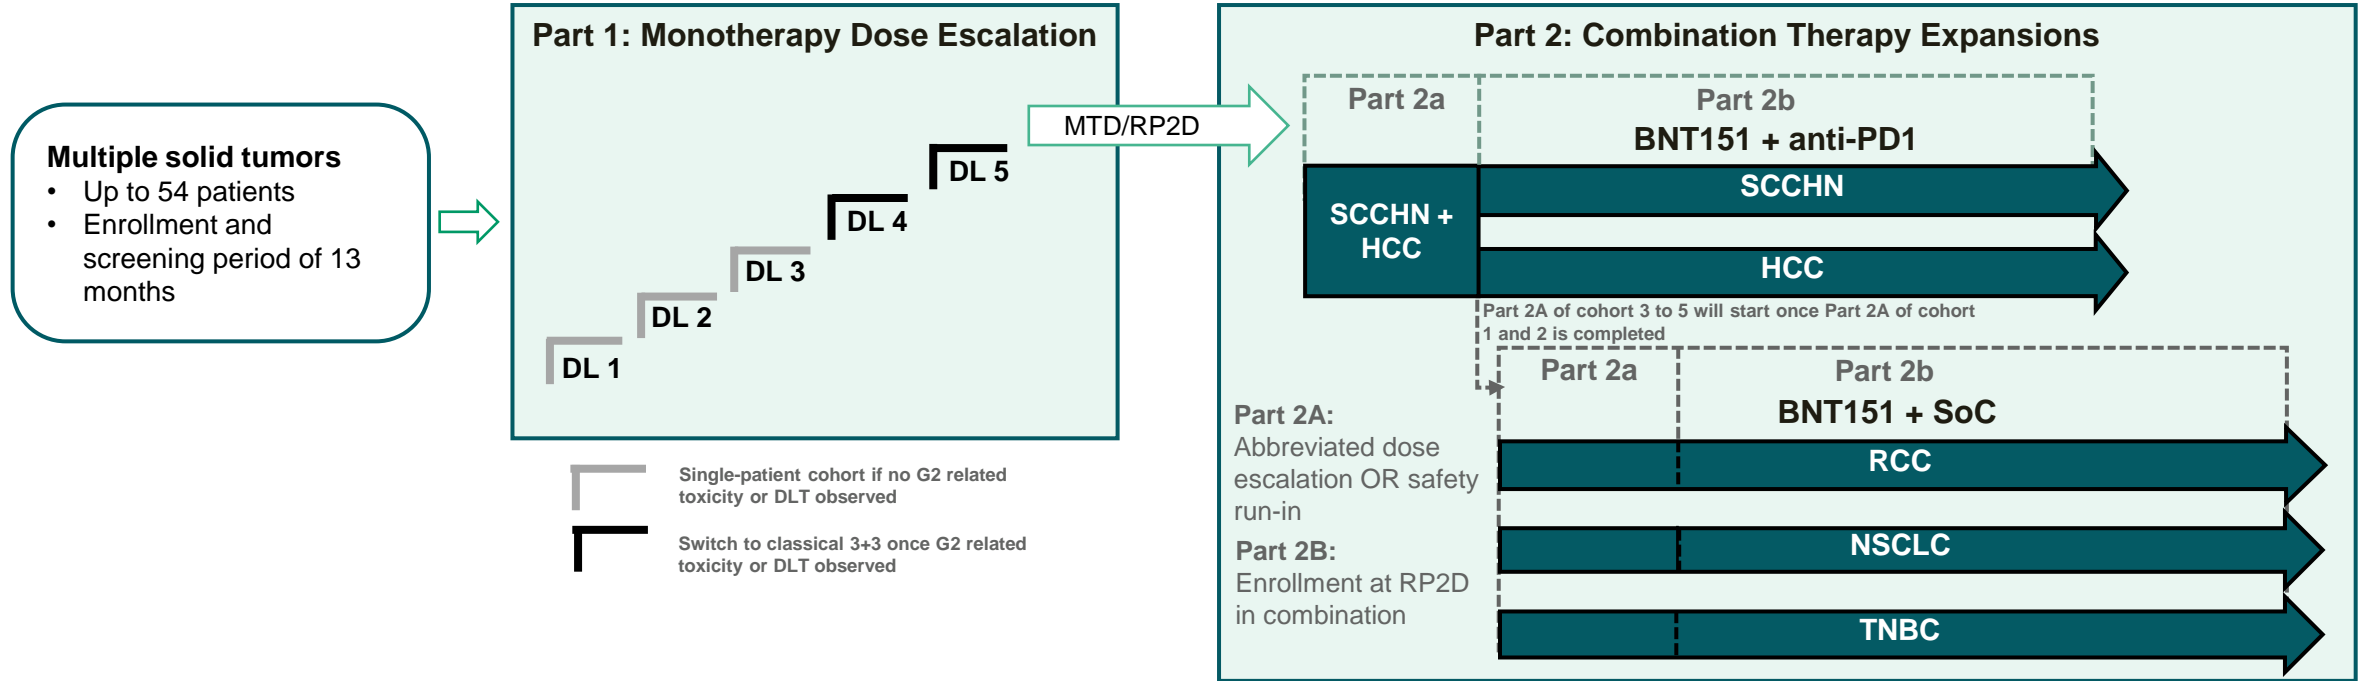 Multiple solid tumors
• Up to 54 patients
• Enrollment and
screening period of 13
months
Part 1: Monotherapy Dose Escalation
DL 1
DL 2
DL 3
DL 4
DL 5
Single-patient cohort if no G2 related
toxicity or DLT observed
Switch to classical 3+3 once G2 related
toxicity or DLT observed
MTD/RP2D
Part 2: Combination Therapy Expansions
Part 2a
Part 2b
BNT151 + anti-PD1
SCCHN +
HCC
SCCHN
HCC
Part 2A of cohort 3 to 5 will start once Part 2A of cohort
1 and 2 is completed
Part 2a
Part 2b
BNT151 + SoC
RCC
NSCLC
TNBC
Part 2A:
Abbreviated dose
escalation OR safety
run-in
Part 2B:
Enrollment at RP2D
in combination